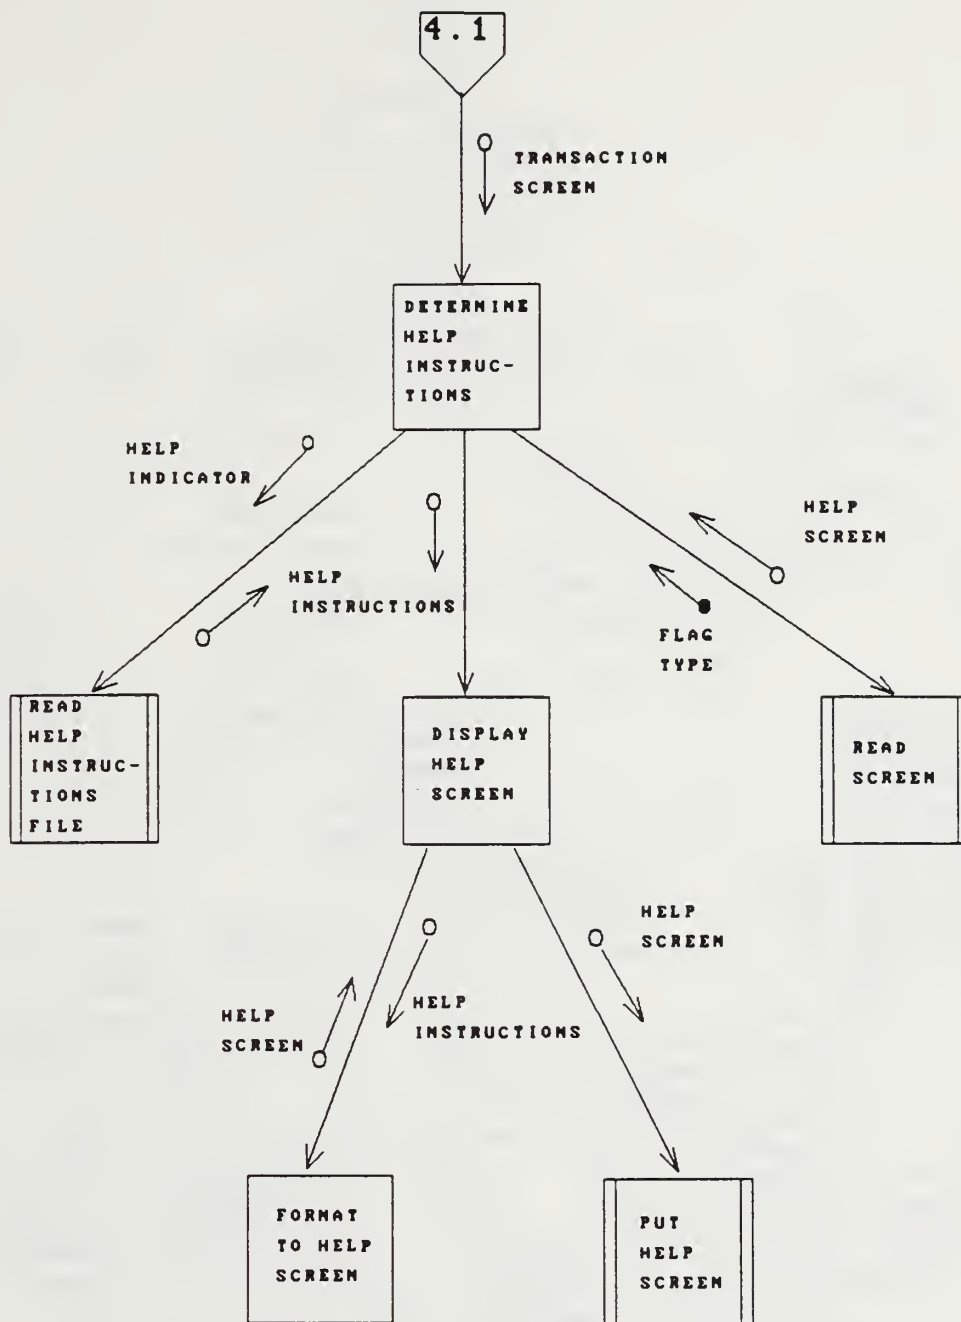 4.1
TRANSACTION
SCREEN
DETERMINE
HELP
INSTRUC-
TIONS
HELP
INDICATOR
HELP
INSTRUCTIONS
HELP
SCREEN
FLAG
TYPE
READ
HELP
INSTRUC-
TIONS
FILE
DISPLAY
HELP
SCREEN
READ
SCREEN
HELP
SCREEN
HELP
INSTRUCTIONS
HELP
SCREEN
FORMAT
TO HELP
SCREEN
PUT
HELP
SCREEN